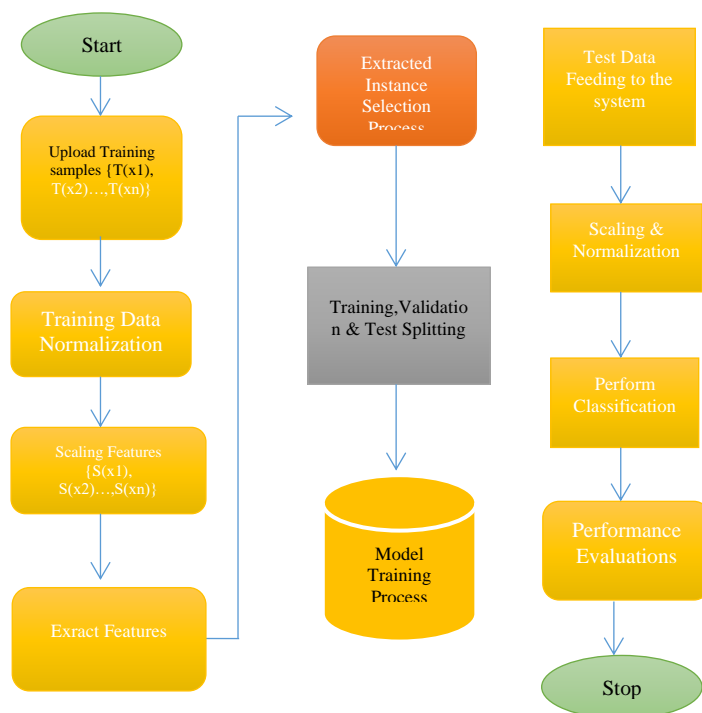 Start
Upload Training
samples {T(x1),
T(x2)…,T(xn)}
Training Data
Normalization
Scaling Features
{S(x1),
S(x2)…,S(xn)}
Exract Features
Extracted
Instance
Selection
Process
Training,Validatio
n & Test Splitting
Model
Training
Process
Test Data
Feeding to the
system
Scaling &
Normalization
Perform
Classification
Performance
Evaluations
Stop